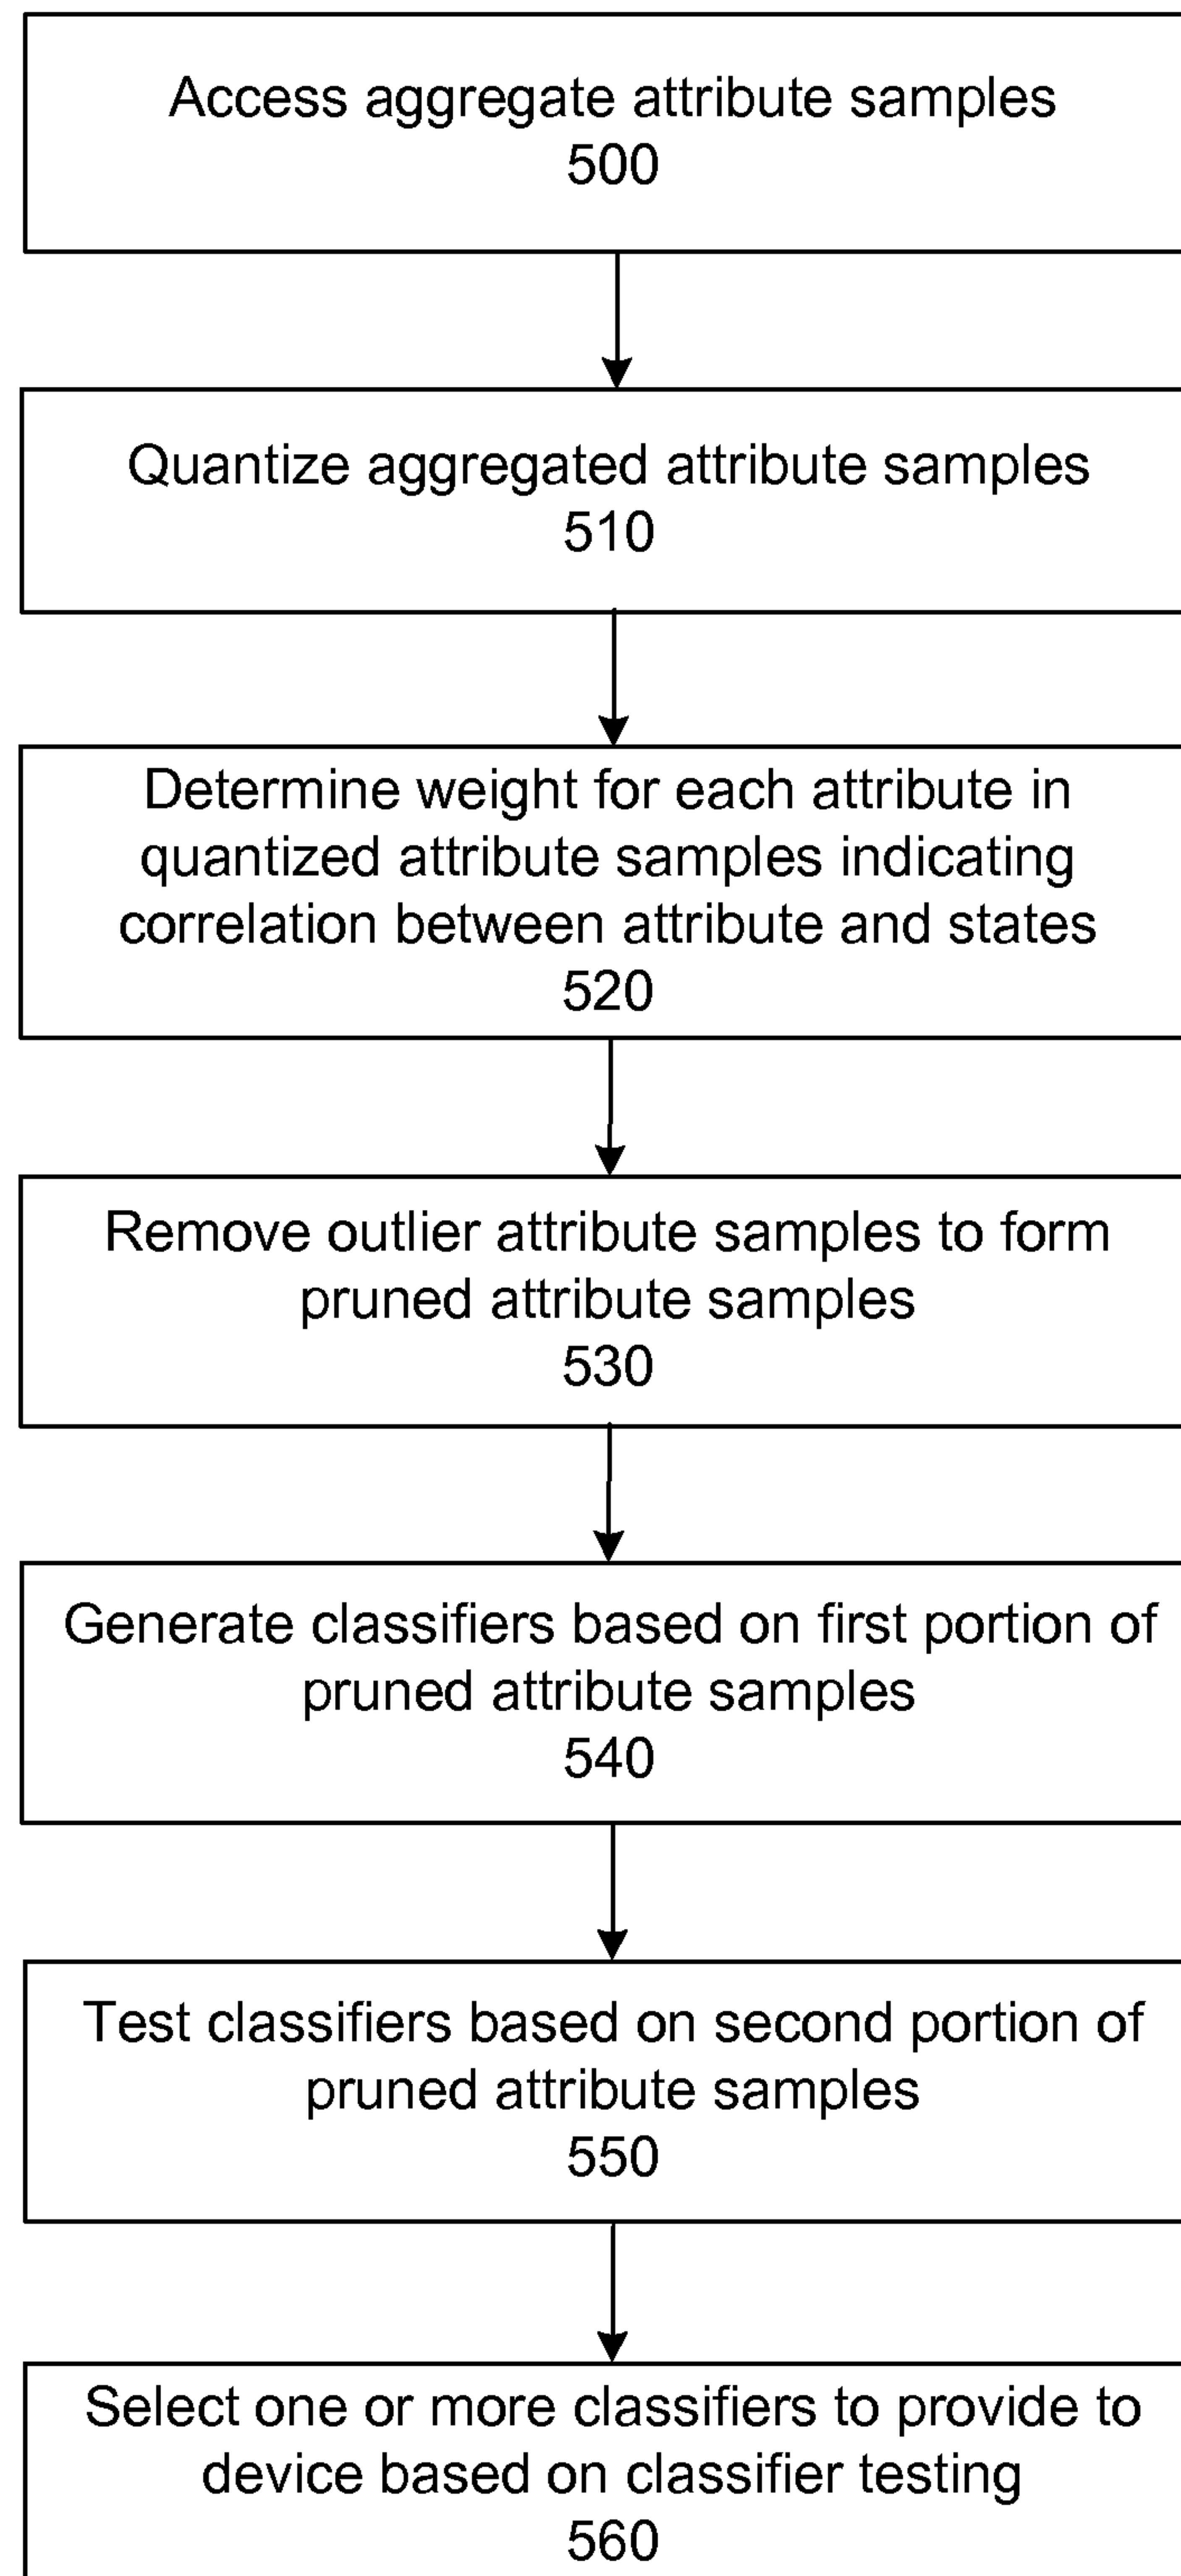 Access aggregate attribute samples
500
Quantize aggregated attribute samples
510
Determine weight for each attribute in
quantized attribute samples indicating
correlation between attribute and states
520
Remove outlier attribute samples to form
pruned attribute samples
530
Generate classifiers based on first portion of
pruned attribute samples
540
Test classifiers based on second portion of
pruned attribute samples
550
Select one or more classifiers to provide to
device based on classifier testing
560